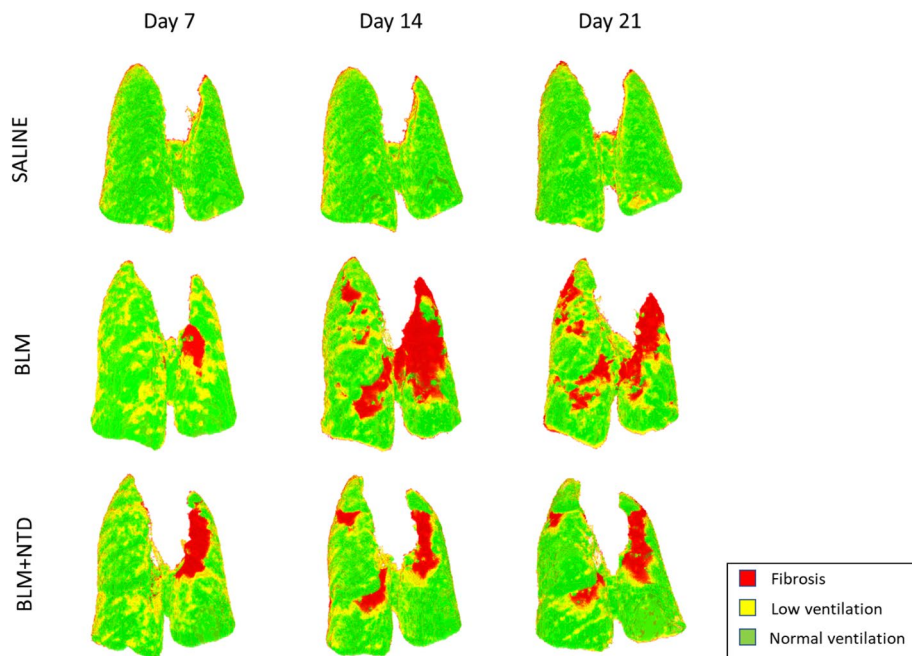 Day 7 Day 14 Day 21
SALINE
BLM
BLM+NTD
Fibrosis
Low ventilation
Normal ventilation